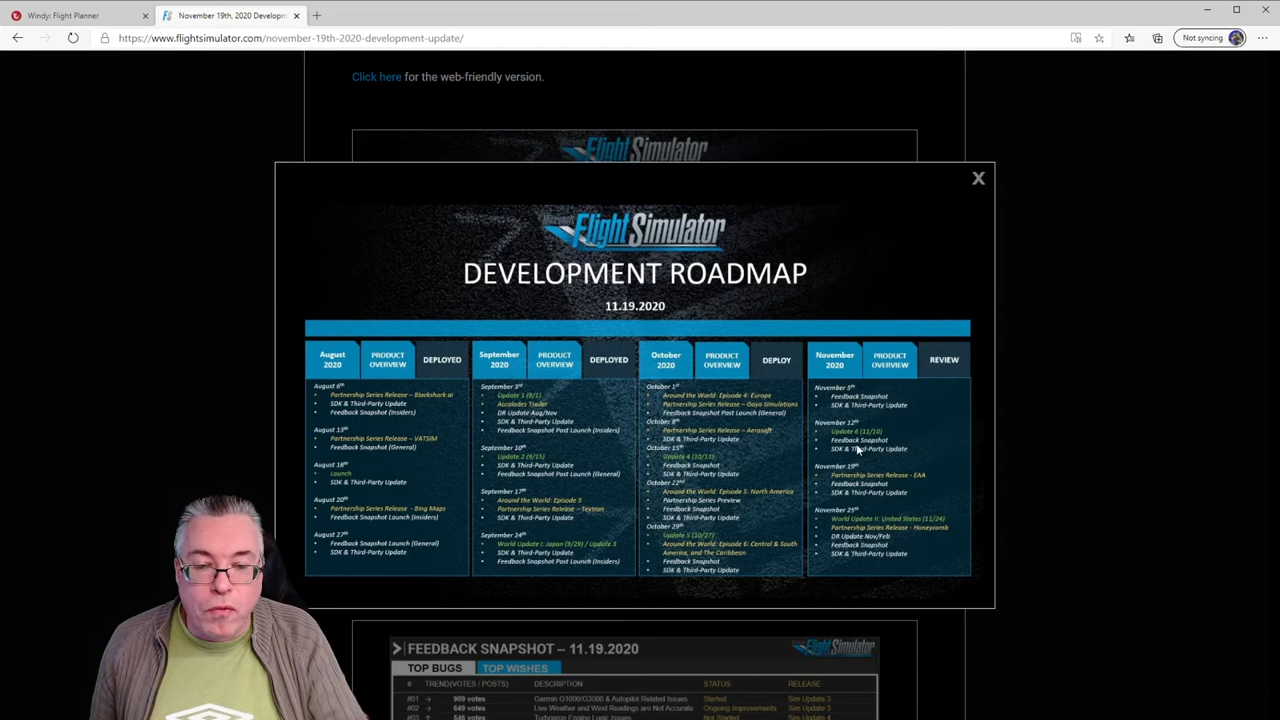 Windy: Flight Planner
November 19th, 2020 Developm
https://www.flightsimulator.com/november-19th-2020-development-update/
Not syncing
Click here for the web-friendly version.
FlightSimulator
X
Microsoft
FlightSimulator
DEVELOPMENT ROADMAP
11.19.2020
August 2020
PRODUCT OVERVIEW
DEPLOYED
August 6th
• Partnership Series Release – Blackshark.ai
• SDK & Third-Party Update
• Feedback Snapshot (Insiders)
August 13th
• Partnership Series Release – VATSIM
• Feedback Snapshot (General)
August 18th
• Launch
• SDK & Third-Party Update
August 20th
• Partnership Series Release – Bing Maps
• Feedback Snapshot Launch (Insiders)
August 27th
• Feedback Snapshot Launch (General)
• SDK & Third-Party Update
September 2020
PRODUCT OVERVIEW
DEPLOYED
September 3rd
• Update 1 (9/1)
• Accolades Trailer
• DR Update Aug/Nov
• SDK & Third-Party Update
• Feedback Snapshot Post Launch (Insiders)
September 10th
• Update 2 (9/15)
• SDK & Third-Party Update
• Feedback Snapshot Post Launch (General)
September 17th
• Around the World: Episode 3
• Partnership Series Release – Textron
• SDK & Third-Party Update
September 24th
• World Update I: Japan (9/29) / Update 3
• SDK & Third-Party Update
• Feedback Snapshot Post Launch (Insiders)
October 2020
PRODUCT OVERVIEW
DEPLOY
October 1st
• Around the World: Episode 4: Europe
• Partnership Series Release – Gaya Simulations
• Feedback Snapshot Post Launch (General)
October 8th
• Partnership Series Release – Aerosoft
• SDK & Third-Party Update
October 15th
• Update 4 (10/13)
• Feedback Snapshot
• SDK & Third-Party Update
October 22nd
• Around the World: Episode 5: North America
• Partnership Series Preview
• Feedback Snapshot
• SDK & Third-Party Update
October 29th
• Update 5 (10/27)
• Around the World: Episode 6: Central & South
America, and The Caribbean
• Feedback Snapshot
• SDK & Third-Party Update
November 2020
PRODUCT OVERVIEW
REVIEW
November 5th
• Feedback Snapshot
• SDK & Third-Party Update
November 12th
• Update 6 (11/10)
• Feedback Snapshot
• SDK & Third-Party Update
November 19th
• Partnership Series Release - EAA
• Feedback Snapshot
• SDK & Third-Party Update
November 25th
• World Update II: United States (11/24)
• Partnership Series Release - Honeycomb
• DR Update Nov/Feb
• Feedback Snapshot
• SDK & Third-Party Update
FEEDBACK SNAPSHOT – 11.19.2020
FlightSimulator
TOP BUGS TOP WISHES
# TREND(VOTES / POSTS) DESCRIPTION STATUS RELEASE
#01 → 909 votes Garmin G1000/G3000 & Autopilot Related Issues Started Sim Update 3
#02 → 649 votes Live Weather and Wind Readings are Not Accurate Ongoing Improvements Sim Update 3
#03 546 votes Turboprop Engine Logic Issues Not Started Sim Update 4